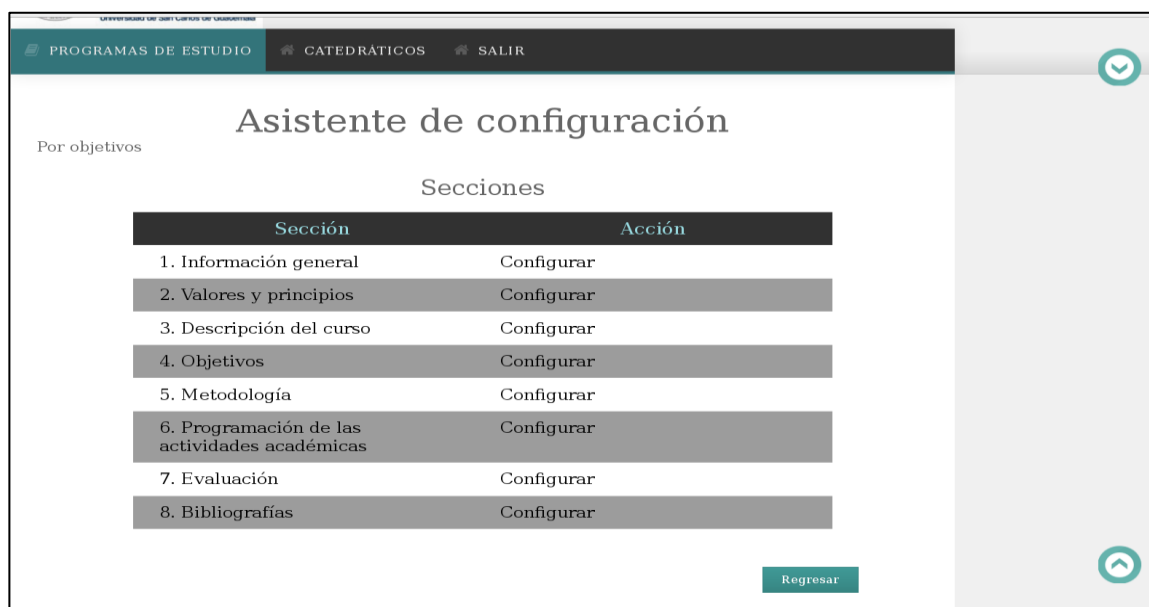 Universidad de San Carlos de Guatemala
PROGRAMAS DE ESTUDIO CATEDRÁTICOS SALIR
Asistente de configuración
Por objetivos
Secciones
Sección Acción
1. Información general Configurar
2. Valores y principios Configurar
3. Descripción del curso Configurar
4. Objetivos Configurar
5. Metodología Configurar
6. Programación de las Configurar
actividades académicas
7. Evaluación Configurar
8. Bibliografías Configurar
Regresar